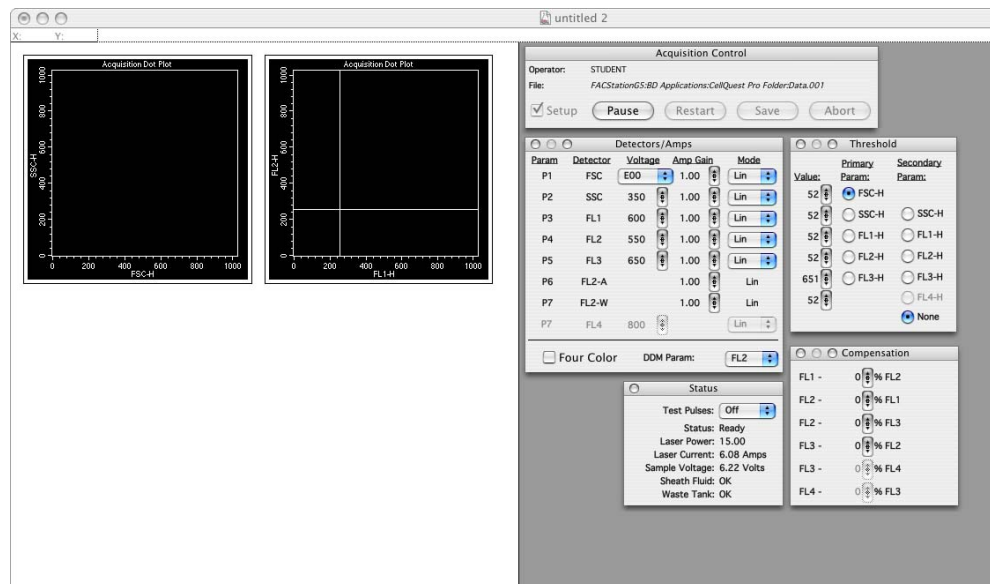 untitled 2
X: Y:
Acquisition Dot Plot
SSC-H
0 200 400 600 800 1000
0 200 400 600 800 1000
FSC-H
Acquisition Dot Plot
FL2-H
0 200 400 600 800 1000
0 200 400 600 800 1000
FL1-H
Acquisition Control
Operator: STUDENT
File: FACStationG5:BD Applications:CellQuest Pro Folder:Data.001
Setup Pause Restart Save Abort
Detectors/Amps
Param Detector Voltage Amp Gain Mode
P1 FSC E00 1.00 Lin
P2 SSC 350 1.00 Lin
P3 FL1 600 1.00 Lin
P4 FL2 550 1.00 Lin
P5 FL3 650 1.00 Lin
P6 FL2-A 1.00 Lin
P7 FL2-W 1.00 Lin
P7 FL4 800 Lin
Four Color DDM Param: FL2
Threshold
Primary Secondary
Value: Param: Param:
52 FSC-H
52 SSC-H SSC-H
52 FL1-H FL1-H
52 FL2-H FL2-H
651 FL3-H FL3-H
52 FL4-H
None
Status
Test Pulses: Off
Status: Ready
Laser Power: 15.00
Laser Current: 6.08 Amps
Sample Voltage: 6.22 Volts
Sheath Fluid: OK
Waste Tank: OK
Compensation
FL1 - 0 % FL2
FL2 - 0 % FL1
FL2 - 0 % FL3
FL3 - 0 % FL2
FL3 - 0 % FL4
FL4 - 0 % FL3